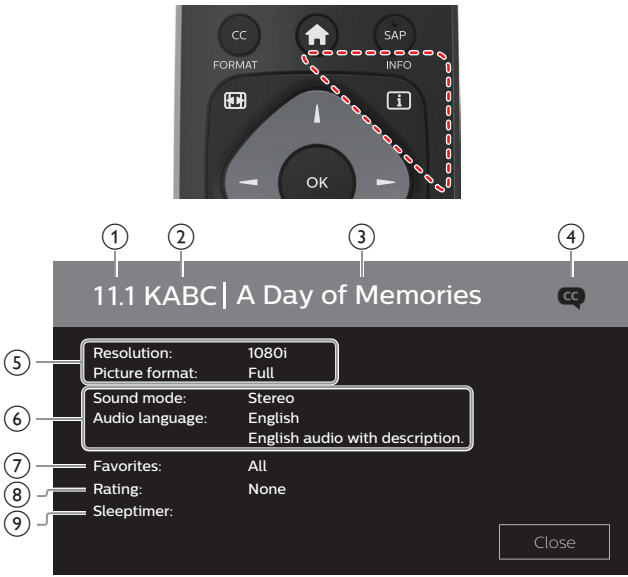 CC
SAP
FORMAT
INFO
i
OK
1 2 3 4
11.1 KABC | A Day of Memories
CC
5
Resolution: 1080i
Picture format: Full
6
Sound mode: Stereo
Audio language: English
English audio with description.
7
Favorites: All
8
Rating: None
9
Sleeptimer:
Close